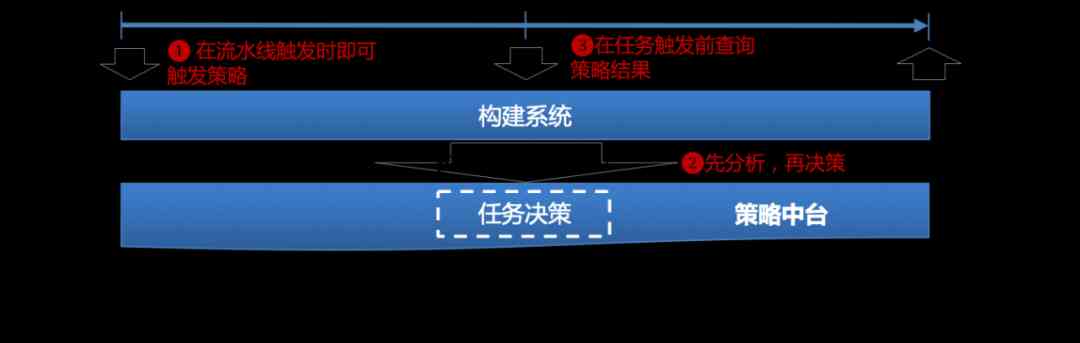 ❶ 在流水线触发时即可
触发策略
❸在任务触发前查询
策略结果
构建系统
❷先分析，再决策
任务决策
策略中台